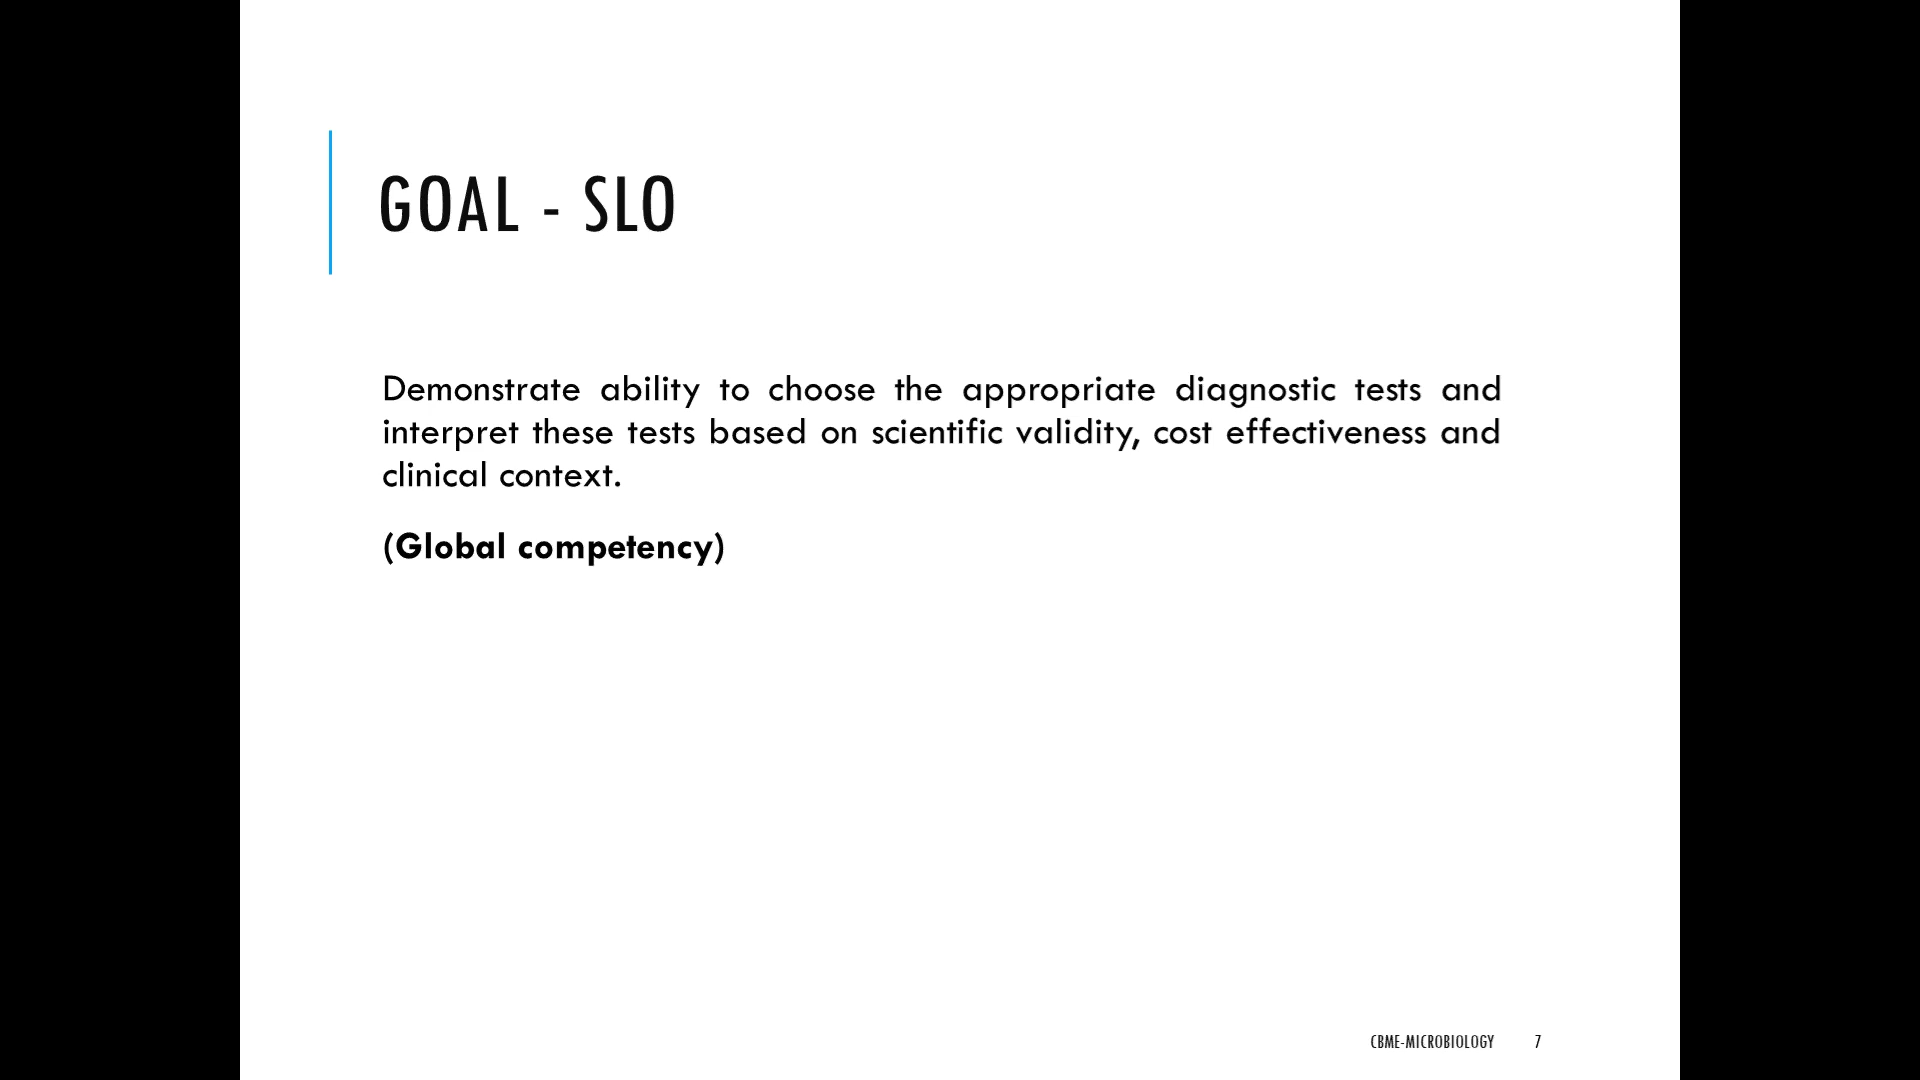 GOAL - SLO
Demonstrate ability to choose the appropriate diagnostic tests and
interpret these tests based on scientific validity, cost effectiveness and
clinical context.
(Global competency)
CBME-MICROBIOLOGY 7